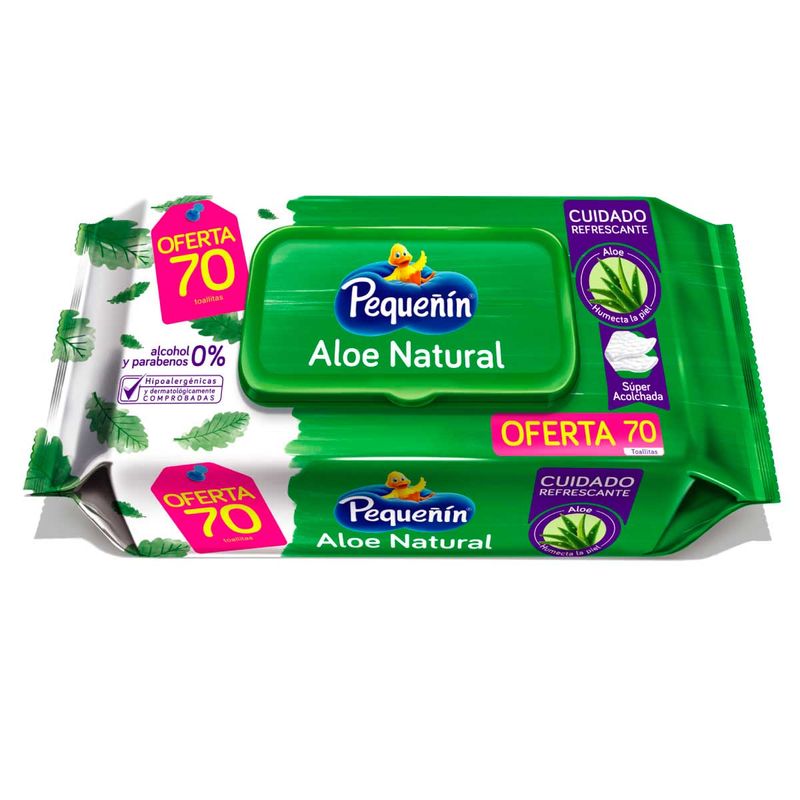 OFERTA
70
toallitas
alcohol
y parabenos 0%
Hipoalergénicas
y dermatológicamente
COMPROBADAS
Pequeñín
Aloe Natural
CUIDADO
REFRESCANTE
Aloe
Humecta la piel
Súper
Acolchada
OFERTA 70
Toallitas
OFERTA
70
toallitas
Pequeñín
Aloe Natural
CUIDADO
REFRESCANTE
Aloe
Humecta la piel